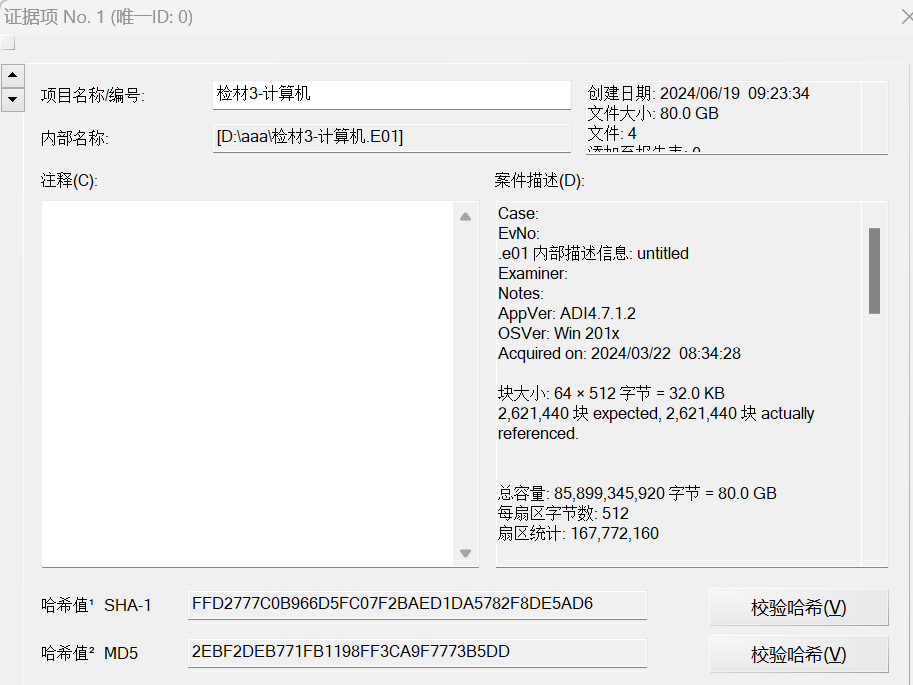 证据项 No. 1 (唯一ID: 0)
项目名称/编号:
检材3-计算机
内部名称:
[D:\aaa\检材3-计算机.E01]
创建日期: 2024/06/19 09:23:34
文件大小: 80.0 GB
文件: 4
添加至报告表: 0
注释(C):
案件描述(D):
Case:
EvNo:
.e01 内部描述信息: untitled
Examiner:
Notes:
AppVer: ADI4.7.1.2
OSVer: Win 201x
Acquired on: 2024/03/22 08:34:28
块大小: 64 × 512 字节 = 32.0 KB
2,621,440 块 expected, 2,621,440 块 actually
referenced.
总容量: 85,899,345,920 字节 = 80.0 GB
每扇区字节数: 512
扇区统计: 167,772,160
哈希值¹ SHA-1
FFD2777C0B966D5FC07F2BAED1DA5782F8DE5AD6
校验哈希(V)
哈希值² MD5
2EBF2DEB771FB1198FF3CA9F7773B5DD
校验哈希(V)